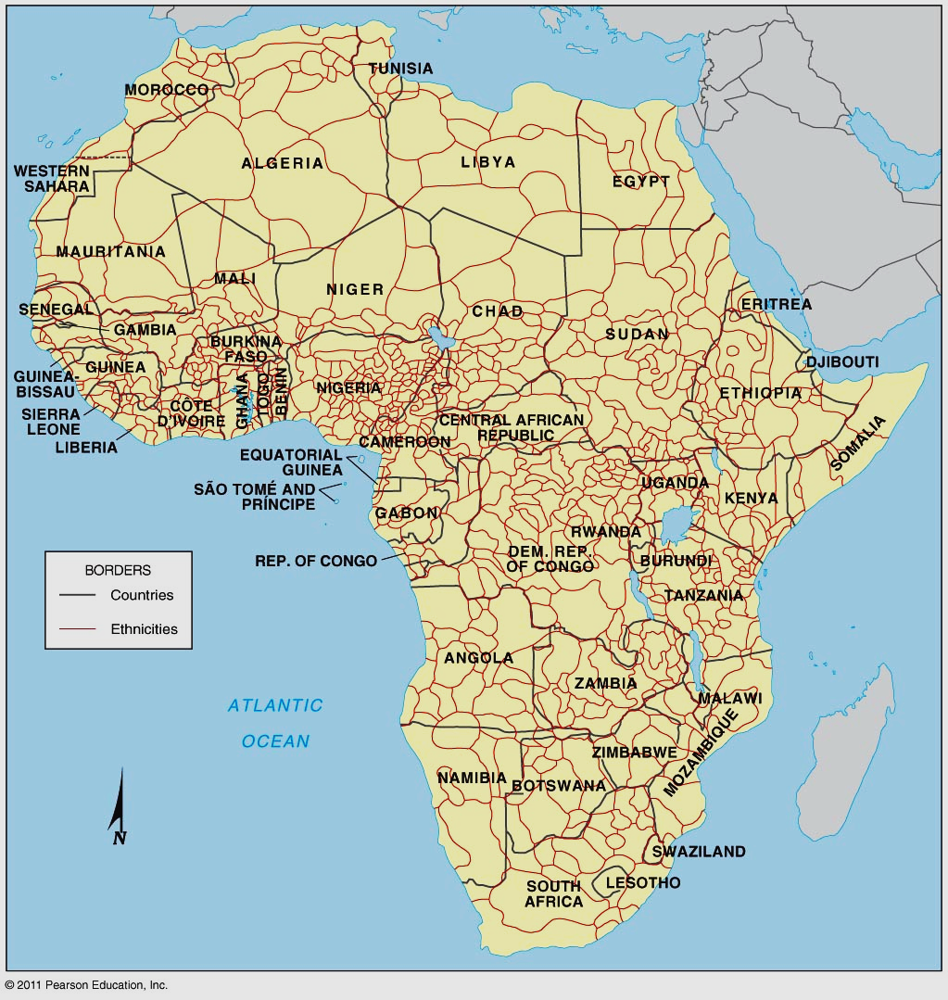 TUNISIA
MOROCCO
ALGERIA
LIBYA
EGYPT
WESTERN
SAHARA
MAURITANIA
MALI
NIGER
CHAD
SUDAN
ERITREA
SENEGAL
GAMBIA
BURKINA
FASO
DJIBOUTI
GUINEA
GUINEA-
BISSAU
NIGERIA
ETHIOPIA
GHANA
TOGO
BENIN
CÔTE
D'IVOIRE
SIERRA
LEONE
LIBERIA
CENTRAL AFRICAN
REPUBLIC
CAMEROON
SOMALIA
EQUATORIAL
GUINEA
SÃO TOMÉ AND
PRÍNCIPE
UGANDA
KENYA
GABON
RWANDA
REP. OF CONGO
DEM. REP.
OF CONGO
BURUNDI
TANZANIA
BORDERS
Countries
Ethnicities
ANGOLA
ZAMBIA
MALAWI
MOZAMBIQUE
ATLANTIC
OCEAN
ZIMBABWE
NAMIBIA
BOTSWANA
N
SWAZILAND
LESOTHO
SOUTH
AFRICA
© 2011 Pearson Education, Inc.